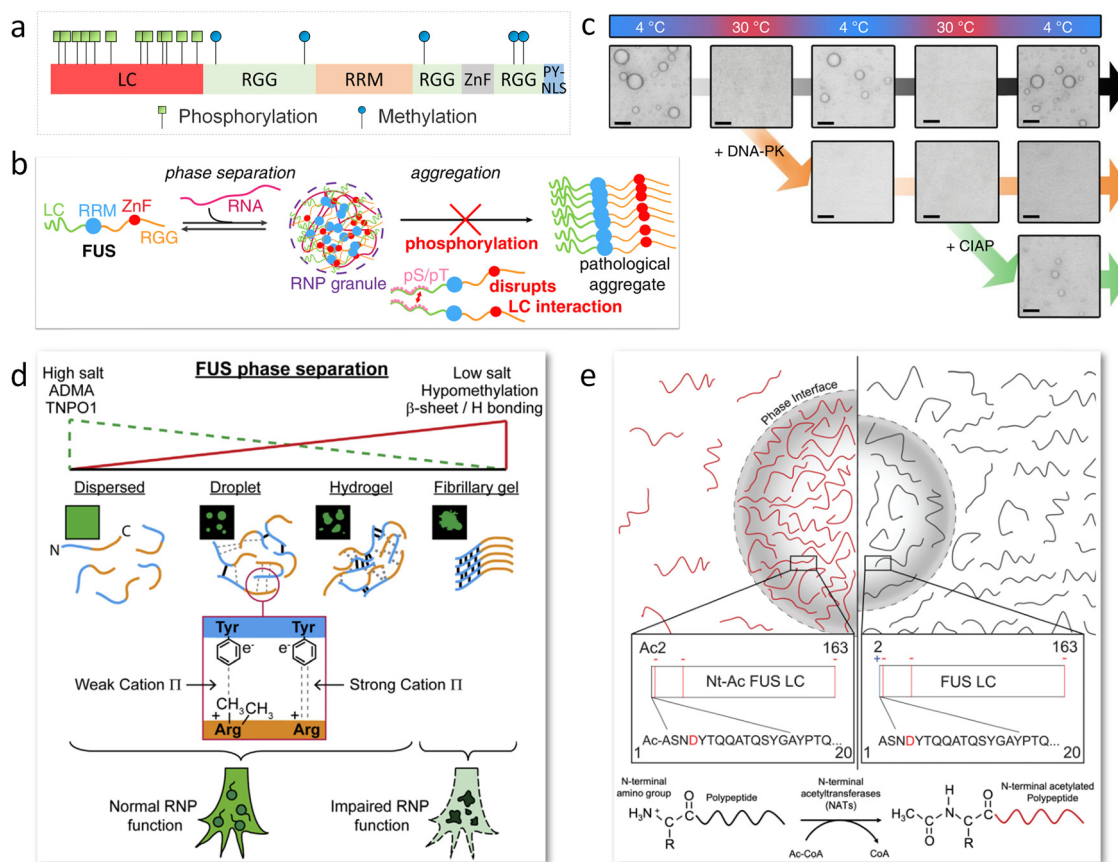 a
LC
RGG
RRM
RGG
ZnF
RGG
PY-
NLS
Phosphorylation
Methylation
b
phase separation
aggregation
LC
RRM
ZnF
RNA
FUS
RGG
RNP granule
phosphorylation
pS/pT
disrupts
LC interaction
pathological
aggregate
c
4 °C
30 °C
4 °C
30 °C
4 °C
+ DNA-PK
+ CIAP
d
FUS phase separation
High salt
ADMA
TNPO1
Low salt
Hypomethylation
β-sheet / H bonding
Dispersed
Droplet
Hydrogel
Fibrillary gel
N
C
Tyr
Tyr
e-
e-
Weak Cation Π
Strong Cation Π
CH3
CH3
+
+
Arg
Arg
Normal RNP
function
Impaired RNP
function
e
Phase Interface
Ac2
163
- - -
Nt-Ac FUS LC
Ac-ASNDYTQQATQSYGAYPTQ...
1
20
2
163
+ - - -
FUS LC
ASNDYTQQATQSYGAYPTQ...
1
20
N-terminal
amino group
Polypeptide
H3N+
O
R
N-terminal
acetyltransferases
(NATs)
Ac-CoA
CoA
N-terminal acetylated
Polypeptide
H3C
H
N
O
O
R